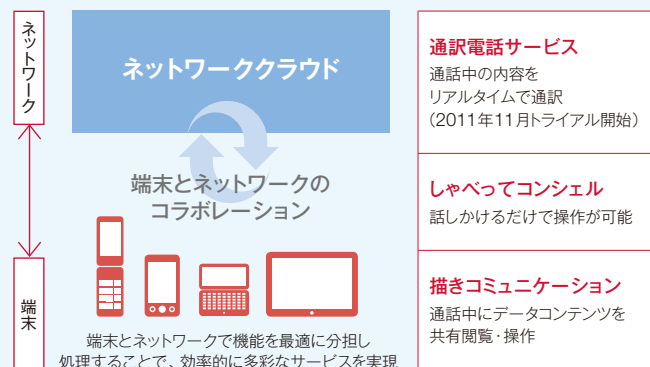 ネットワーク
ネットワーククラウド
端末とネットワークの
コラボレーション
端末
端末とネットワークで機能を最適に分担し
処理することで、効率的に多彩なサービスを実現
通訳電話サービス
通話中の内容を
リアルタイムで通訳
（2011年11月トライアル開始）
しゃべってコンシェル
話しかけるだけで操作が可能
描きコミュニケーション
通話中にデータコンテンツを
共有閲覧・操作